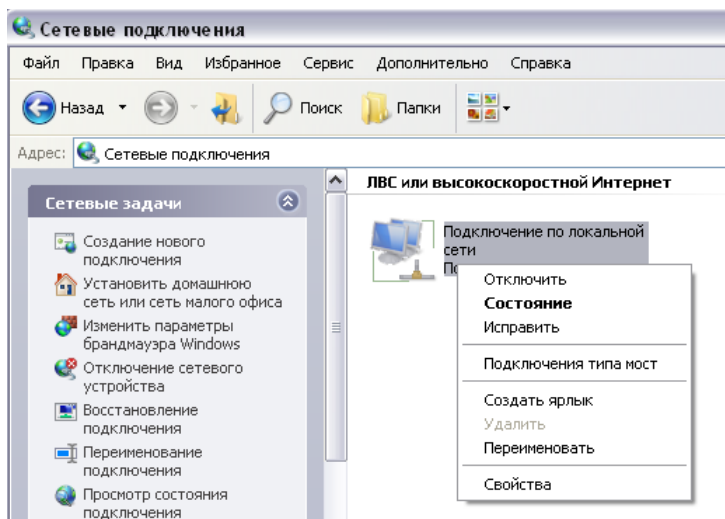 Сетевые подключения
Файл Правка Вид Избранное Сервис Дополнительно Справка
Назад Поиск Папки
Адрес: Сетевые подключения
Сетевые задачи
Создание нового
подключения
Установить домашнюю
сеть или сеть малого офиса
Изменить параметры
брандмауэра Windows
Отключение сетевого
устройства
Восстановление
подключения
Переименование
подключения
Просмотр состояния
подключения
ЛВС или высокоскоростной Интернет
Подключение по локальной
сети
Отключить
Состояние
Исправить
Подключения типа мост
Создать ярлык
Удалить
Переименовать
Свойства